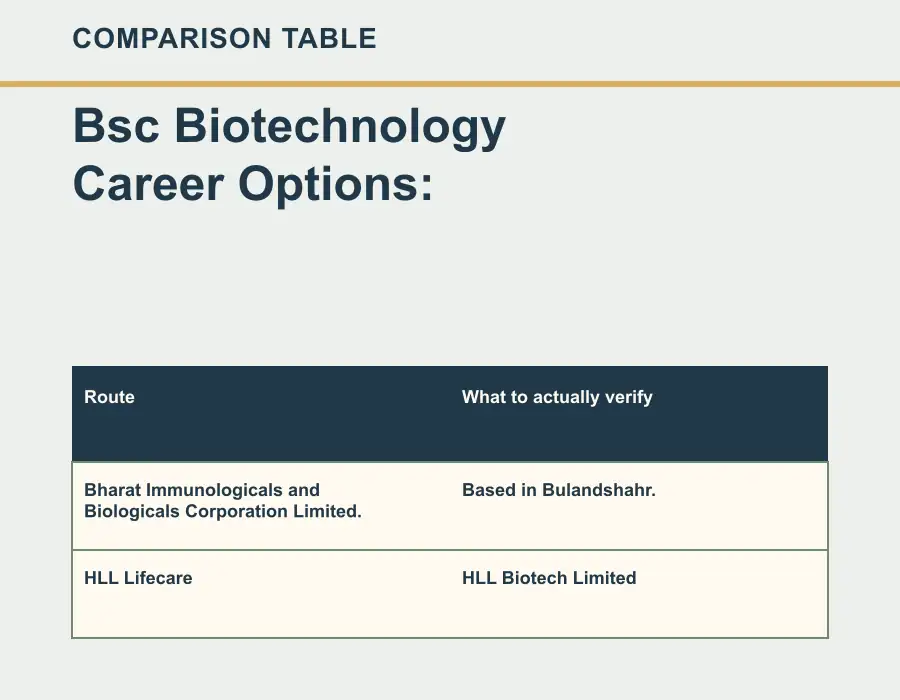 COMPARISON TABLE
Bsc Biotechnology
Career Options:
Route
What to actually verify
Bharat Immunologicals and
Biologicals Corporation Limited.
Based in Bulandshahr.
HLL Lifecare
HLL Biotech Limited